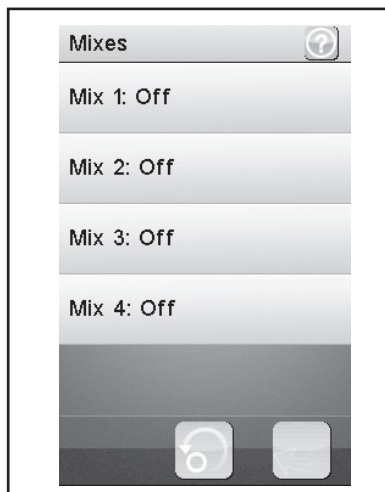 Mixes
?
Mix 1: Off
Mix 2: Off
Mix 3: Off
Mix 4: Off